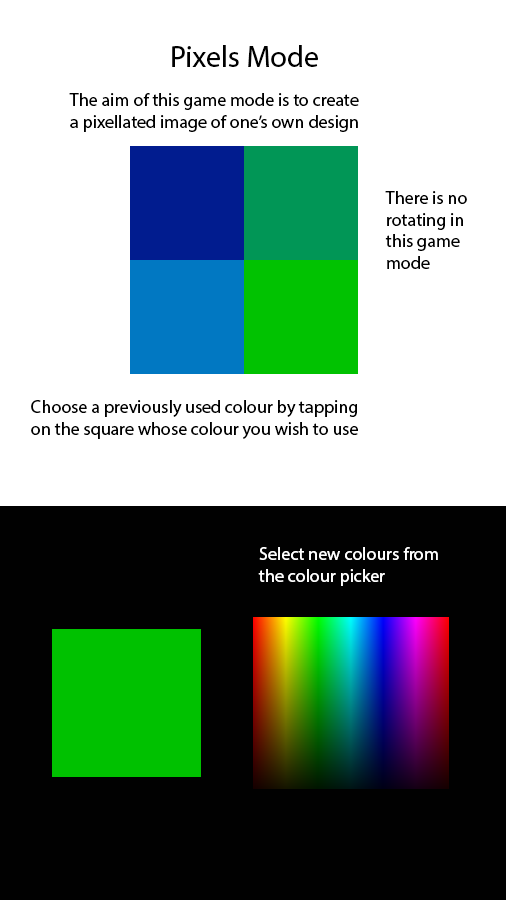 Pixels Mode
The aim of this game mode is to create
a pixellated image of one's own design
There is no
rotating in
this game
mode
Choose a previously used colour by tapping
on the square whose colour you wish to use
Select new colours from
the colour picker